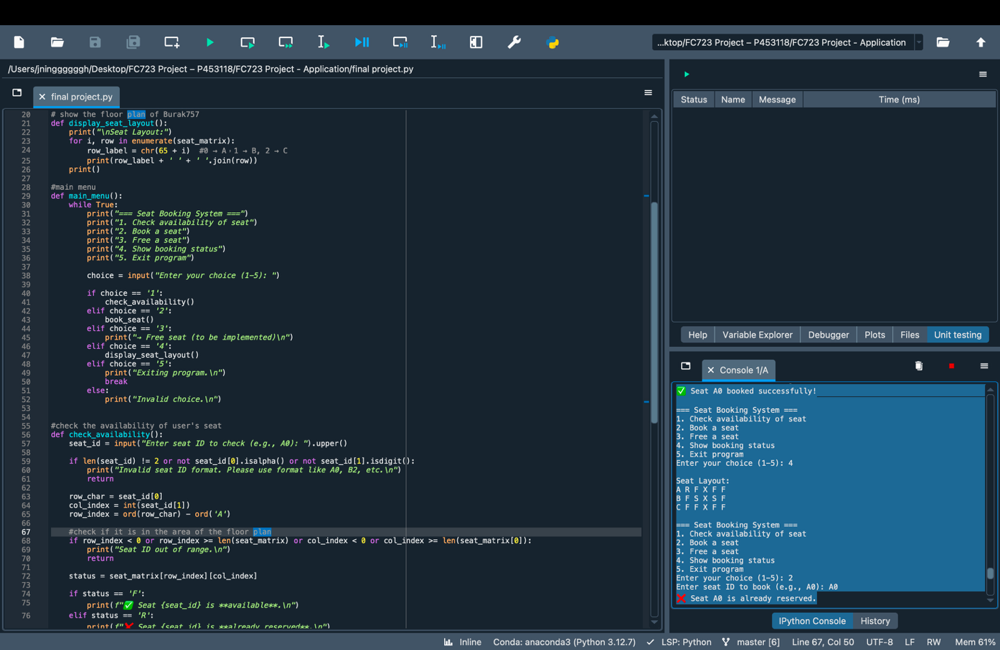 ...ktop/FC723 Project – P453118/FC723 Project - Application
/Users/jningggggggh/Desktop/FC723 Project – P453118/FC723 Project - Application/final project.py
final project.py
20 # show the floor plan of Burak757
21 def display_seat_layout():
22     print("\nSeat Layout:")
23     for i, row in enumerate(seat_matrix):
24         row_label = chr(65 + i)  #0 → A，1 → B, 2 → C
25         print(row_label + ' ' + ' '.join(row))
26     print()
27
28 #main menu
29 def main_menu():
30     while True:
31         print("=== Seat Booking System ===")
32         print("1. Check availability of seat")
33         print("2. Book a seat")
34         print("3. Free a seat")
35         print("4. Show booking status")
36         print("5. Exit program")
37
38         choice = input("Enter your choice (1–5): ")
39
40         if choice == '1':
41             check_availability()
42         elif choice == '2':
43             book_seat()
44         elif choice == '3':
45             print("→ Free seat (to be implemented)\n")
46         elif choice == '4':
47             display_seat_layout()
48         elif choice == '5':
49             print("Exiting program.\n")
50             break
51         else:
52             print("Invalid choice.\n")
53
54
55 #check the availability of user's seat
56 def check_availability():
57     seat_id = input("Enter seat ID to check (e.g., A0): ").upper()
58
59     if len(seat_id) != 2 or not seat_id[0].isalpha() or not seat_id[1].isdigit():
60         print("Invalid seat ID format. Please use format like A0, B2, etc.\n")
61         return
62
63     row_char = seat_id[0]
64     col_index = int(seat_id[1])
65     row_index = ord(row_char) - ord('A')
66
67     #check if it is in the area of the floor plan
68     if row_index < 0 or row_index >= len(seat_matrix) or col_index < 0 or col_index >= len(seat_matrix[0]):
69         print("Seat ID out of range.\n")
70         return
71
72     status = seat_matrix[row_index][col_index]
73
74     if status == 'F':
75         print(f"✅ Seat {seat_id} is **available**.\n")
76     elif status == 'R':
        print(f"❌ Seat {seat_id} is **already reserved**.\n")
Status Name Message Time (ms)
Help Variable Explorer Debugger Plots Files Unit testing
Console 1/A
✅ Seat A0 booked successfully!
=== Seat Booking System ===
1. Check availability of seat
2. Book a seat
3. Free a seat
4. Show booking status
5. Exit program
Enter your choice (1–5): 4
Seat Layout:
A R F X F F
B F S X S F
C F F X F F
=== Seat Booking System ===
1. Check availability of seat
2. Book a seat
3. Free a seat
4. Show booking status
5. Exit program
Enter your choice (1–5): 2
Enter seat ID to book (e.g., A0): A0
❌ Seat A0 is already reserved.
IPython Console History
Inline Conda: anaconda3 (Python 3.12.7) ✓ LSP: Python master [6] Line 67, Col 50 UTF-8 LF RW Mem 61%